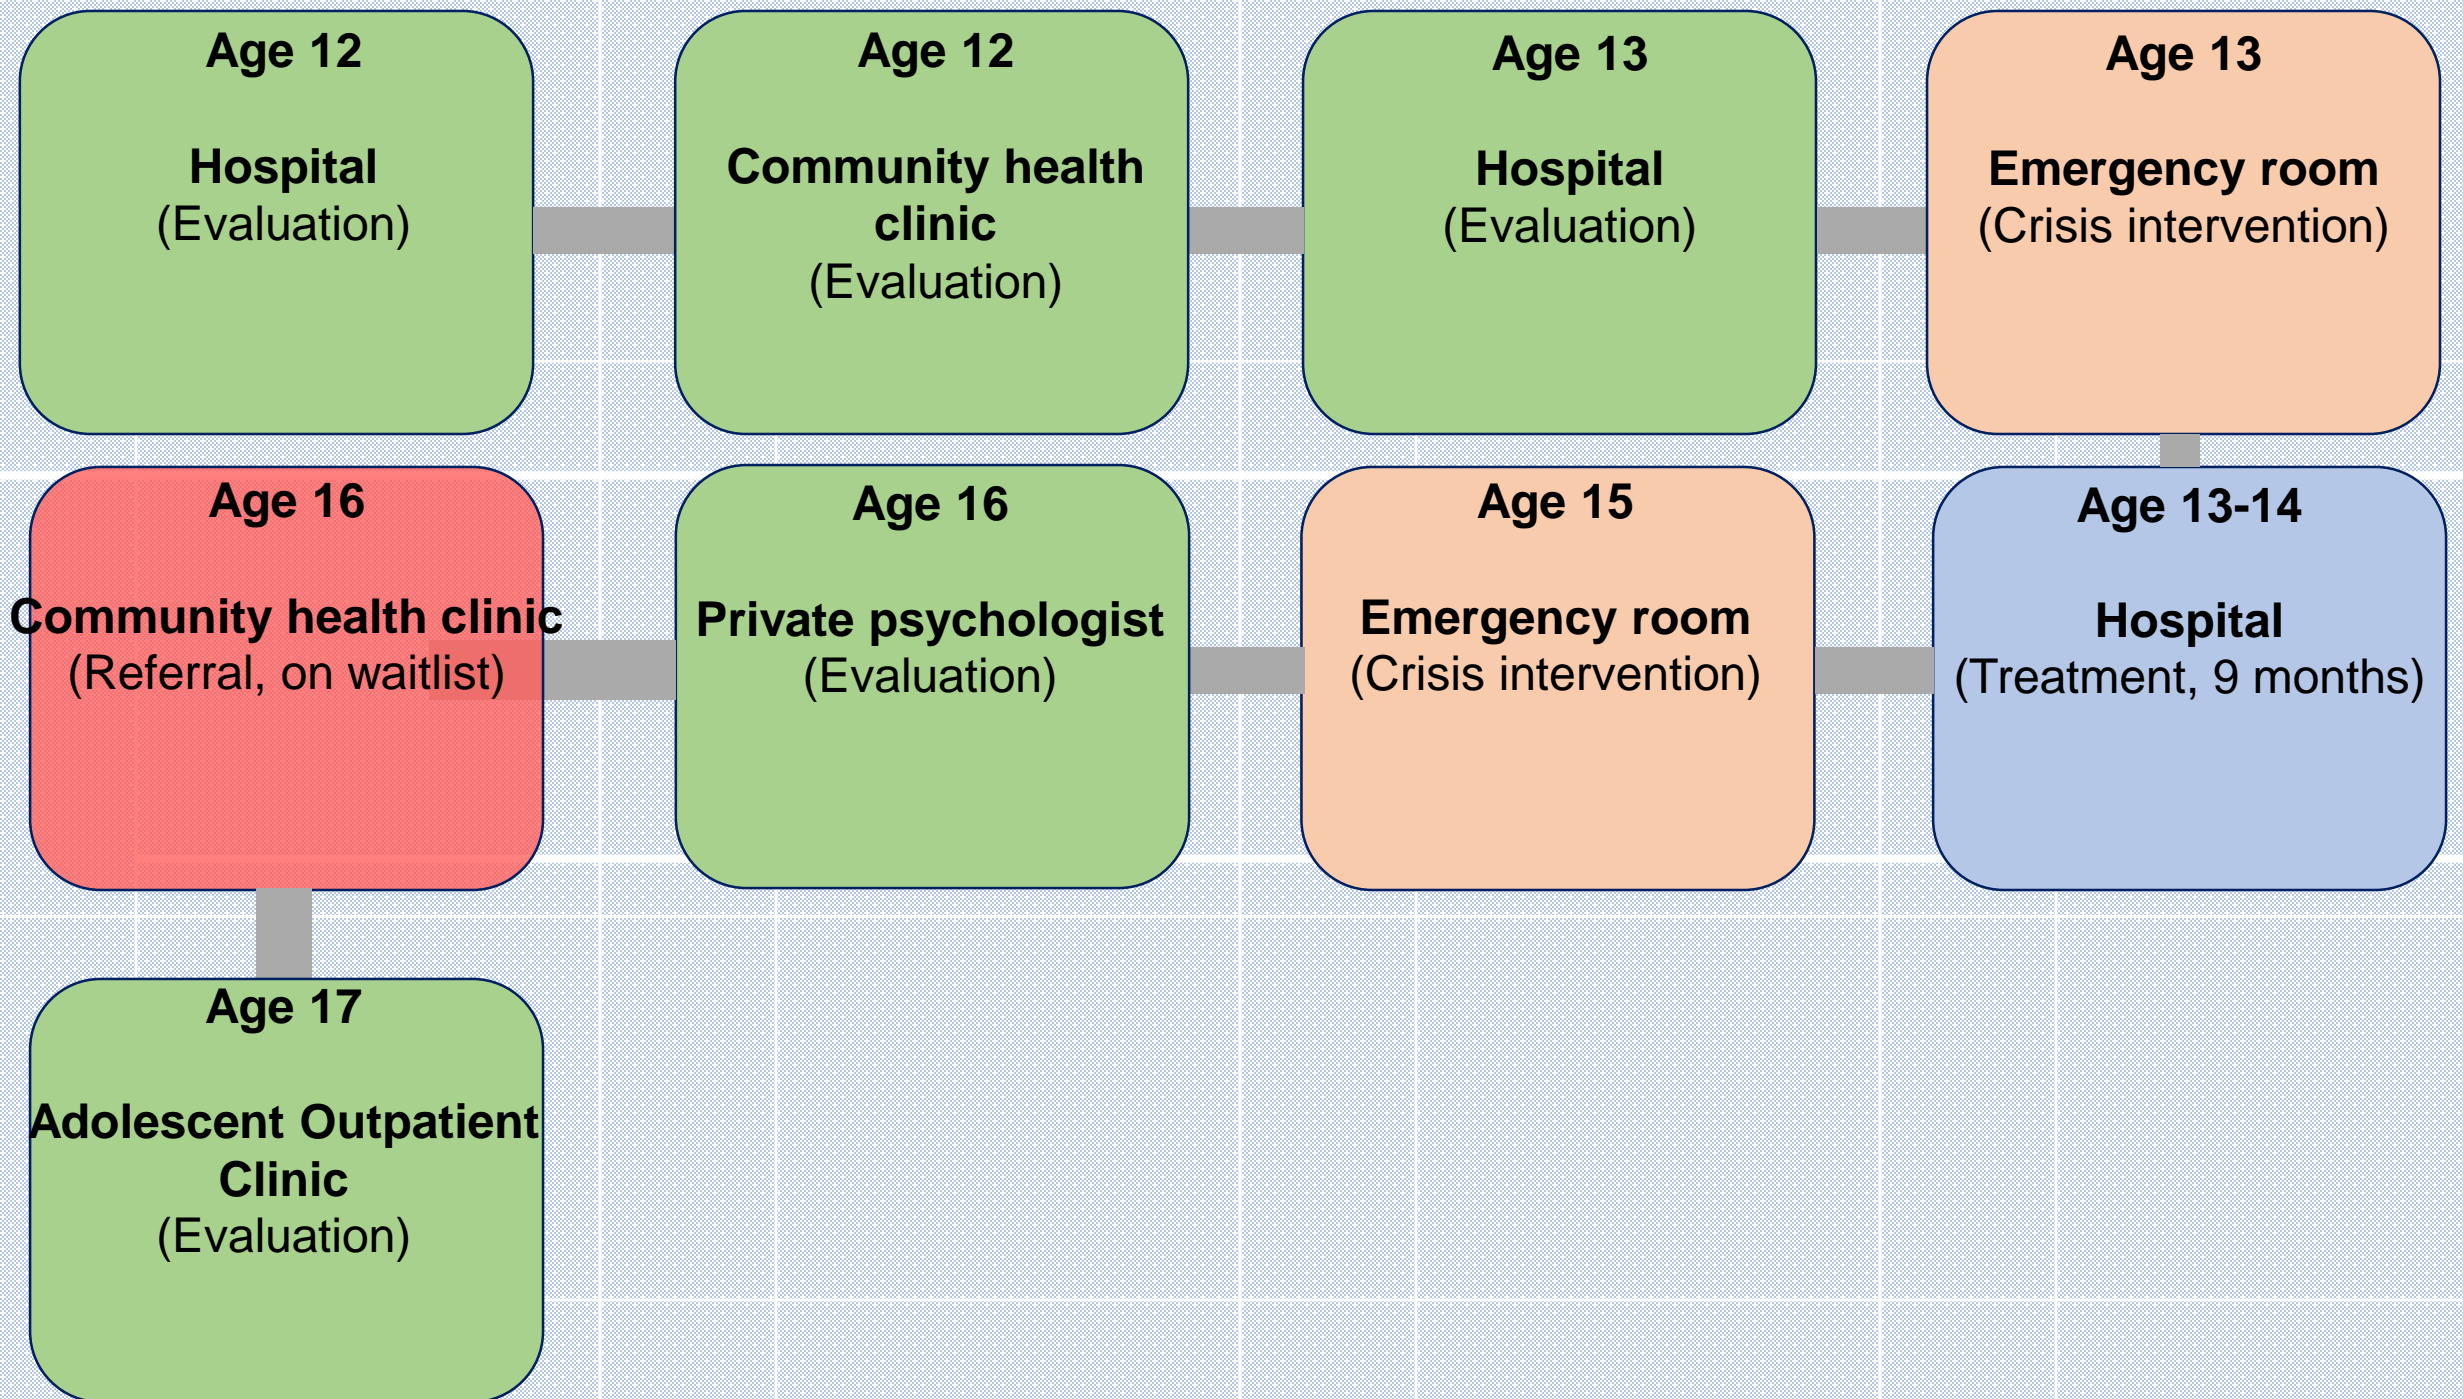 Age 12
Hospital
(Evaluation)
Age 12
Community health
clinic
(Evaluation)
Age 13
Hospital
(Evaluation)
Age 13
Emergency room
(Crisis intervention)
Age 16
Community health clinic
(Referral, on waitlist)
Age 16
Private psychologist
(Evaluation)
Age 15
Emergency room
(Crisis intervention)
Age 13-14
Hospital
(Treatment, 9 months)
Age 17
Adolescent Outpatient
Clinic
(Evaluation)